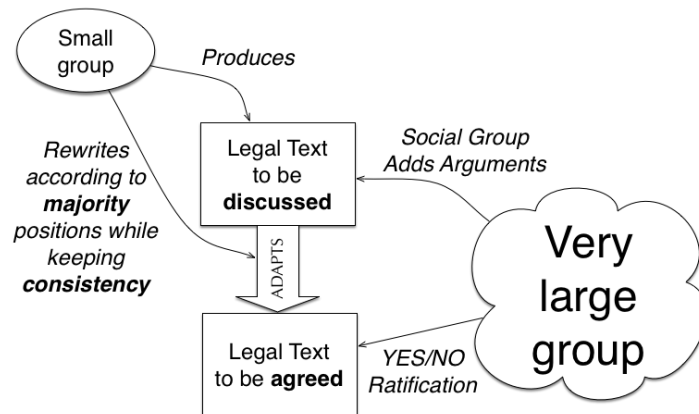 Small
group
Produces
Rewrites
according to
majority
positions while
keeping
consistency
Legal Text
to be
discussed
Social Group
Adds Arguments
ADAPTS
Very
large
group
Legal Text
to be agreed
YES/NO
Ratification